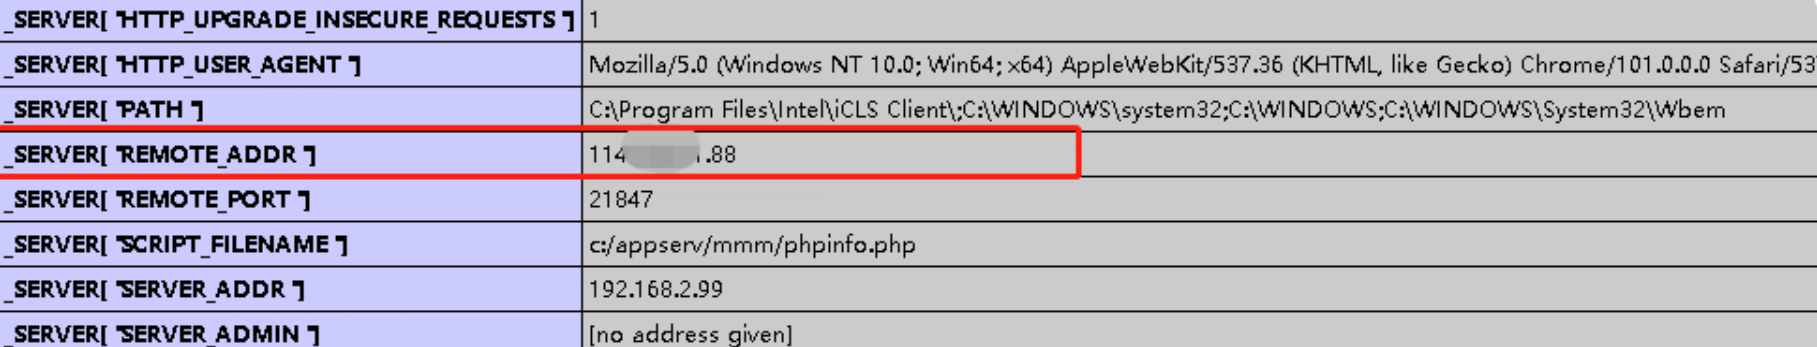 _SERVER["HTTP_UPGRADE_INSECURE_REQUESTS"] 1
_SERVER["HTTP_USER_AGENT"] Mozilla/5.0 (Windows NT 10.0; Win64; x64) AppleWebKit/537.36 (KHTML, like Gecko) Chrome/101.0.0.0 Safari/53
_SERVER["PATH"] C:\Program Files\Intel\iCLS Client\;C:\WINDOWS\system32;C:\WINDOWS;C:\WINDOWS\System32\Wbem
_SERVER["REMOTE_ADDR"] 114 .88
_SERVER["REMOTE_PORT"] 21847
_SERVER["SCRIPT_FILENAME"] c:/appserv/mmm/phpinfo.php
_SERVER["SERVER_ADDR"] 192.168.2.99
_SERVER["SERVER_ADMIN"] [no address given]